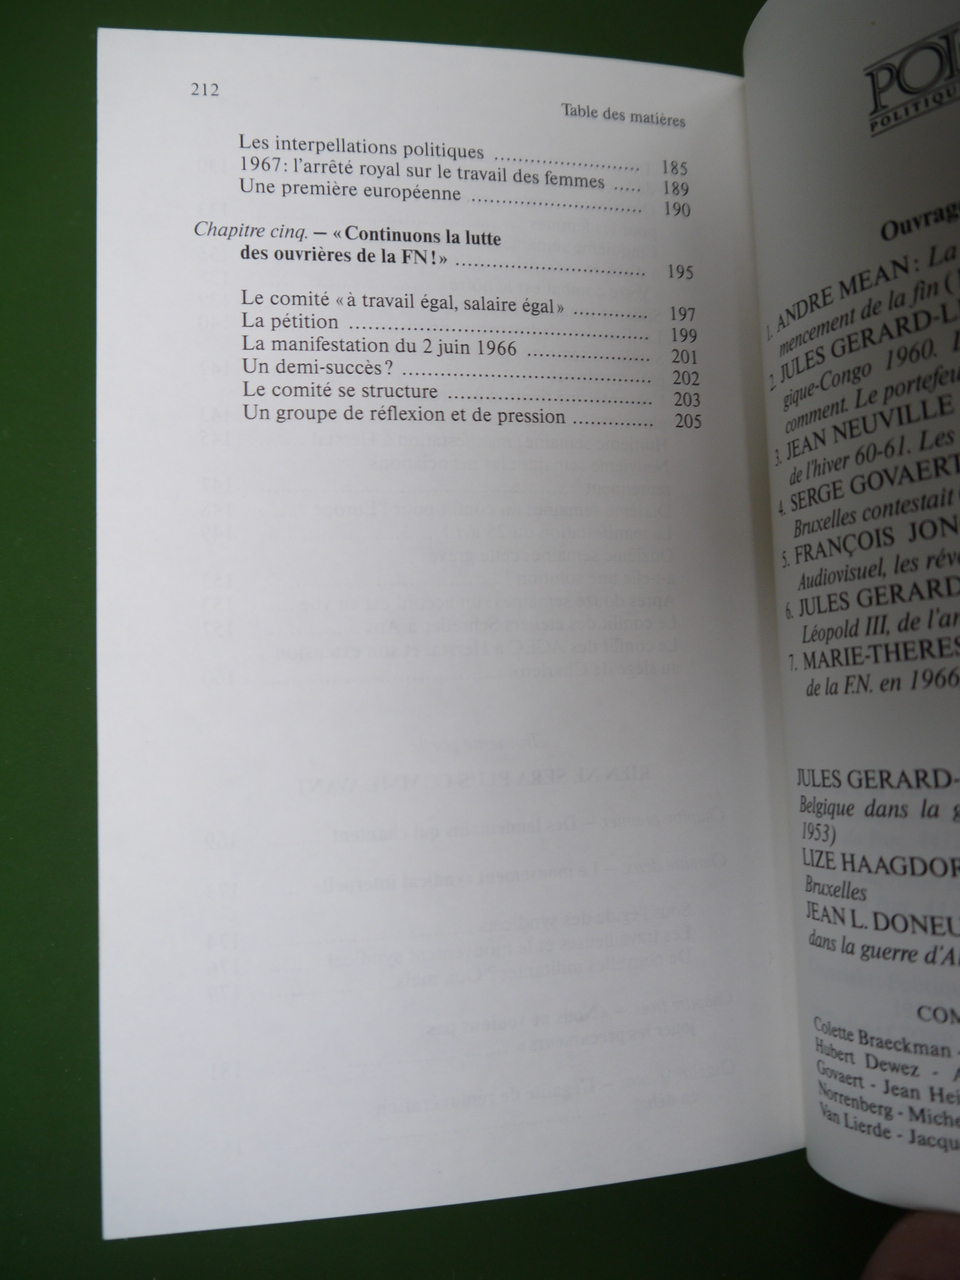 212
Table des matières
Les interpellations politiques ........................ 185
1967 : l'arrêté royal sur le travail des femmes ..... 189
Une première européenne ............................ 190
Chapitre cinq. — « Continuons la lutte
des ouvrières de la FN ! » .............................. 195
Le comité « à travail égal, salaire égal » ............ 197
La pétition ................................................ 199
La manifestation du 2 juin 1966 ..................... 201
Un demi-succès ? ......................................... 202
Le comité se structure .................................. 203
Un groupe de réflexion et de pression ............. 205
POL
POLITIQU
Ouvrag
1. ANDRE MEAN : La
mencement de la fin (
2. JULES GERARD-L
gique-Congo 1960.
comment. Le portefeu
3. JEAN NEUVILLE
de l'hiver 60-61. Les
4. SERGE GOVAERT
Bruxelles contestait
5. FRANÇOIS JON
Audiovisuel, les rév
6. JULES GERARD
Léopold III, de l'an
7. MARIE-THERES
de la F.N. en 1966
JULES GERARD-
Belgique dans la g
1953)
LIZE HAAGDOR
Bruxelles
JEAN L. DONEU
dans la guerre d'A
COM
Colette Braeckman -
Hubert Dewez - A
Govaert - Jean Hei
Norrenberg - Miche
Van Lierde - Jacqu